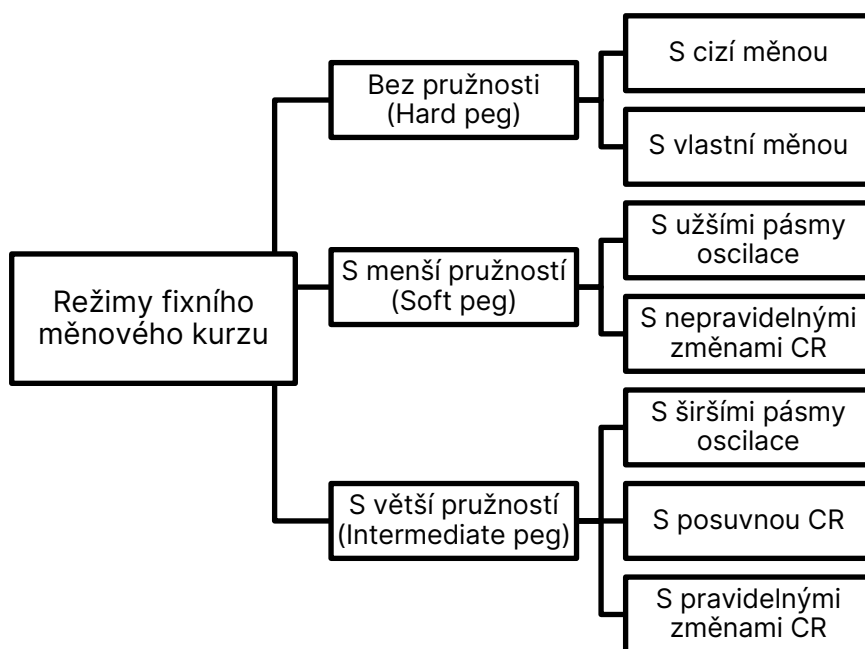 Režimy fixního
měnového kurzu
Bez pružnosti
(Hard peg)
S cizí měnou
S vlastní měnou
S menší pružností
(Soft peg)
S užšími pásmy
oscilace
S nepravidelnými
změnami CR
S větší pružností
(Intermediate peg)
S širšími pásmy
oscilace
S posuvnou CR
S pravidelnými
změnami CR